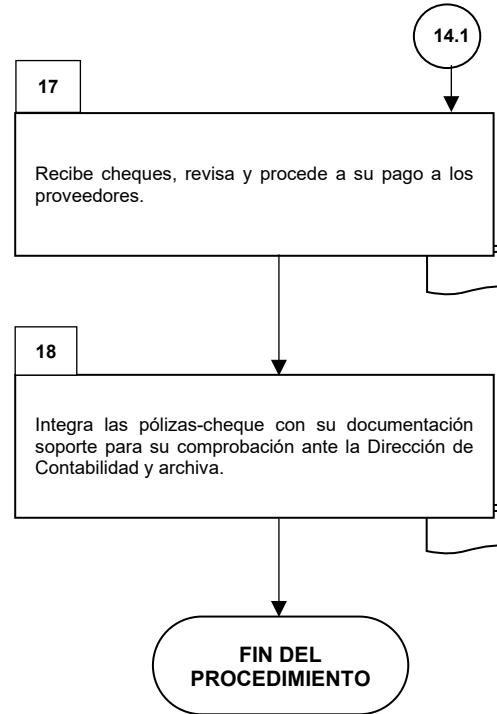 14.1
17
Recibe cheques, revisa y procede a su pago a los
proveedores.
18
Integra las pólizas-cheque con su documentación
soporte para su comprobación ante la Dirección de
Contabilidad y archiva.
FIN DEL
PROCEDIMIENTO